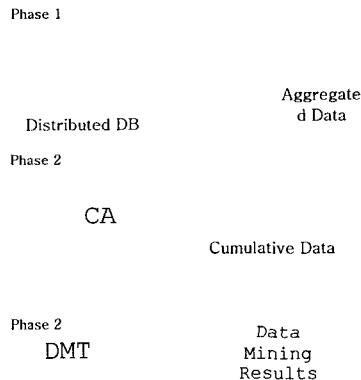 Phase 1
Aggregate
d Data
Distributed DB
Phase 2
CA
Cumulative Data
Phase 2
DMT
Data
Mining
Results